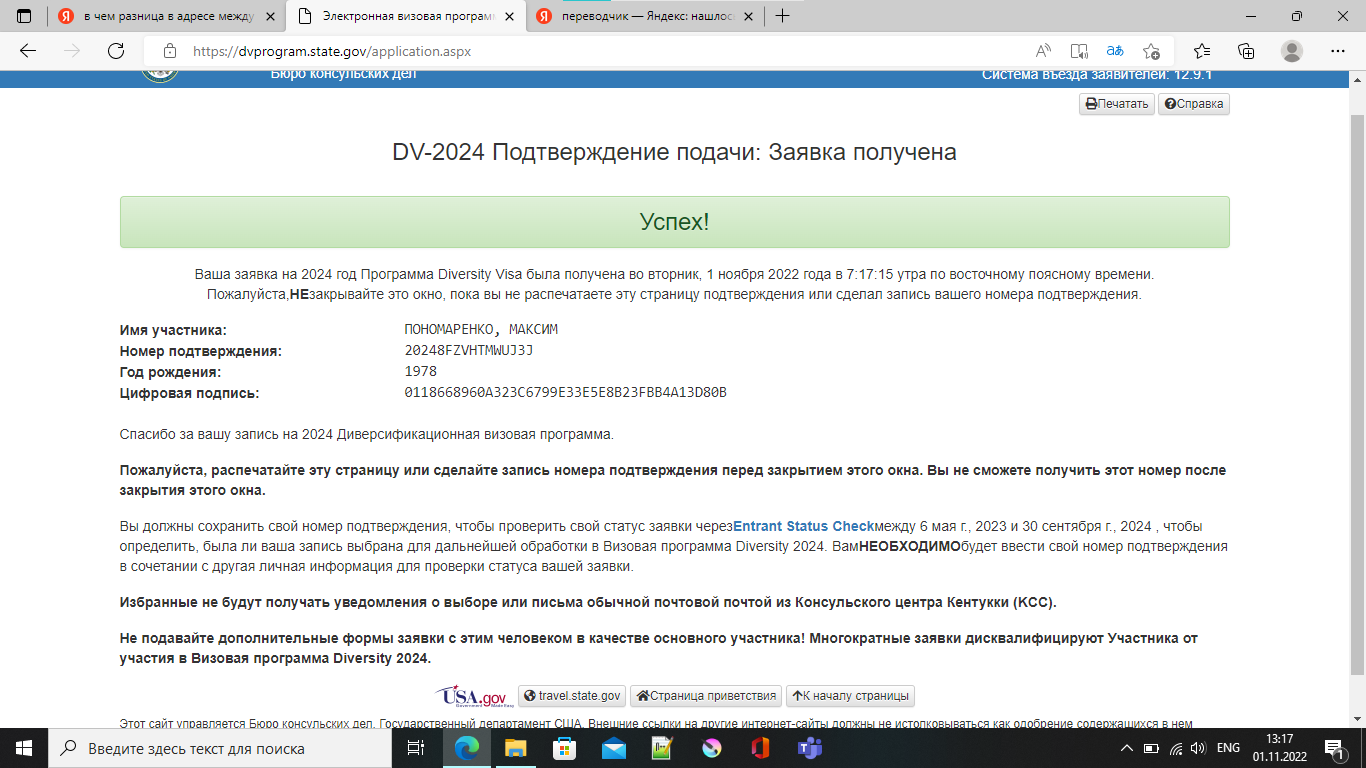 в чем разница в адресе между
Электронная визовая програм
переводчик — Яндекс: нашлос
https://dvprogram.state.gov/application.aspx
Бюро консульских дел
Система въезда заявителей: 12.9.1
Печатать
Справка
DV-2024 Подтверждение подачи: Заявка получена
Успех!
Ваша заявка на 2024 год Программа Diversity Visa была получена во вторник, 1 ноября 2022 года в 7:17:15 утра по восточному поясному времени.
Пожалуйста,НЕзакрывайте это окно, пока вы не распечатаете эту страницу подтверждения или сделал запись вашего номера подтверждения.
Имя участника: ПОНОМАРЕНКО, МАКСИМ
Номер подтверждения: 20248FZVHTMWUJ3J
Год рождения: 1978
Цифровая подпись: 0118668960A323C6799E33E5E8B23FBB4A13D80B
Спасибо за вашу запись на 2024 Диверсификационная визовая программа.
Пожалуйста, распечатайте эту страницу или сделайте запись номера подтверждения перед закрытием этого окна. Вы не сможете получить этот номер после
закрытия этого окна.
Вы должны сохранить свой номер подтверждения, чтобы проверить свой статус заявки черезEntrant Status Checkмежду 6 мая г., 2023 и 30 сентября г., 2024 , чтобы
определить, была ли ваша запись выбрана для дальнейшей обработки в Визовая программа Diversity 2024. ВамНЕОБХОДИМОбудет ввести свой номер подтверждения
в сочетании с другая личная информация для проверки статуса вашей заявки.
Избранные не будут получать уведомления о выборе или письма обычной почтовой почтой из Консульского центра Кентукки (KCC).
Не подавайте дополнительные формы заявки с этим человеком в качестве основного участника! Многократные заявки дисквалифицируют Участника от
участия в Визовая программа Diversity 2024.
USA.gov
Government Made Easy
travel.state.gov
Страница приветствия
К началу страницы
Этот сайт управляется Бюро консульских дел, Государственный департамент США. Внешние ссылки на другие интернет-сайты должны не истолковываться как одобрение содержащихся в нем
Введите здесь текст для поиска
ENG
13:17
01.11.2022
1